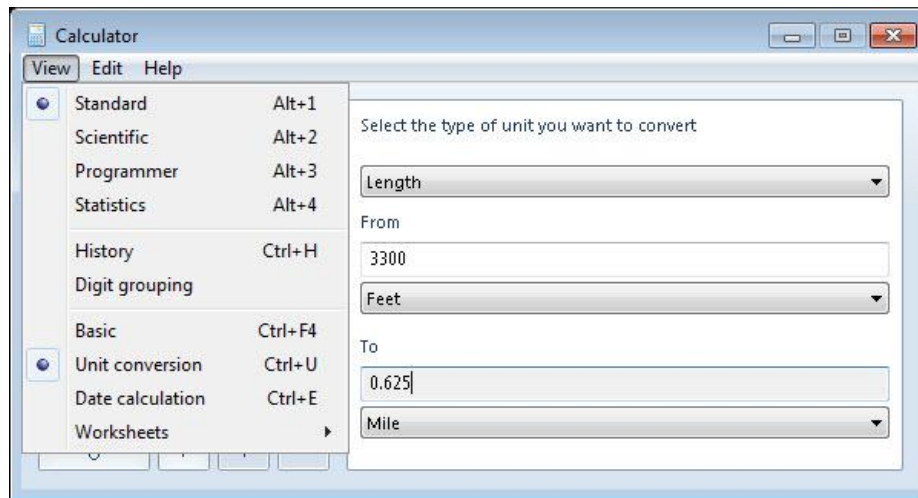 Calculator
View Edit Help
Standard Alt+1
Scientific Alt+2
Programmer Alt+3
Statistics Alt+4
History Ctrl+H
Digit grouping
Basic Ctrl+F4
Unit conversion Ctrl+U
Date calculation Ctrl+E
Worksheets
Select the type of unit you want to convert
Length
From
3300
Feet
To
0.625
Mile